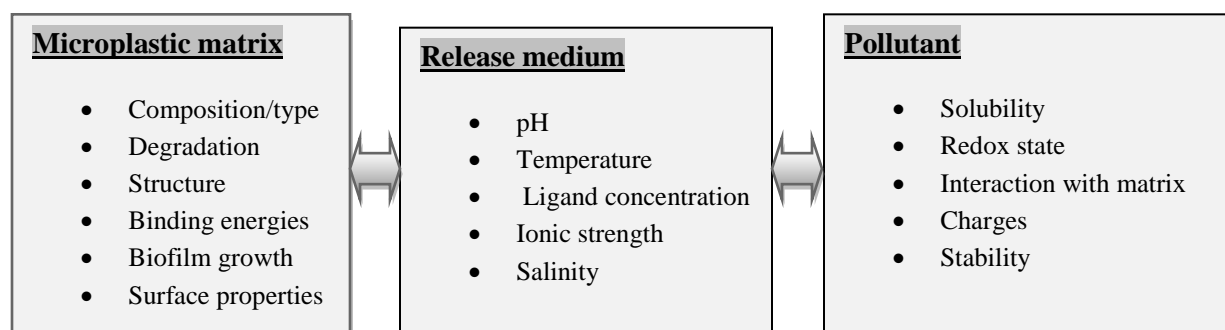 Microplastic matrix
• Composition/type
• Degradation
• Structure
• Binding energies
• Biofilm growth
• Surface properties
Release medium
• pH
• Temperature
• Ligand concentration
• Ionic strength
• Salinity
Pollutant
• Solubility
• Redox state
• Interaction with matrix
• Charges
• Stability